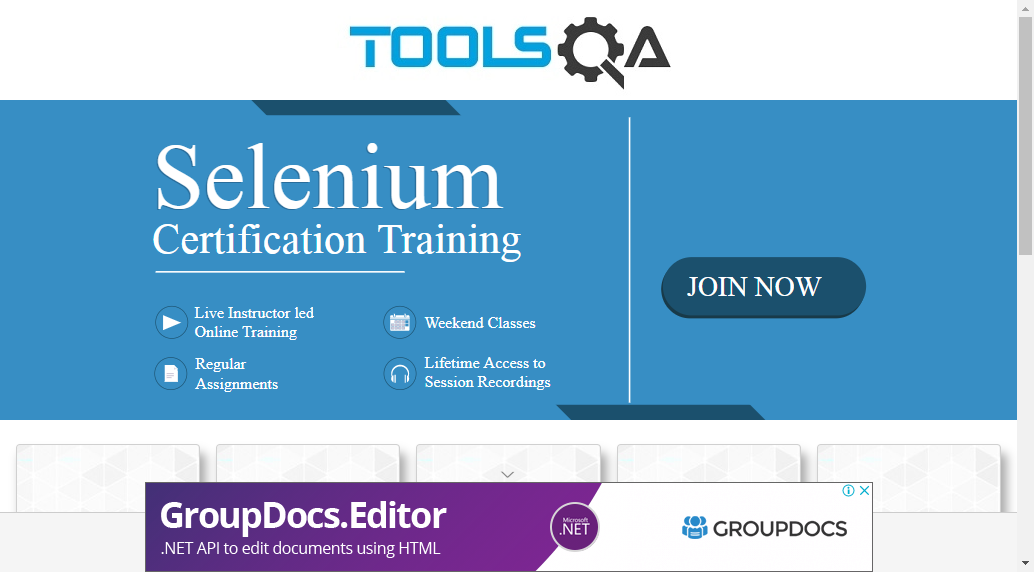 TOOLSQA
Selenium
Certification Training
Live Instructor led
Online Training
Weekend Classes
Regular
Assignments
Lifetime Access to
Session Recordings
JOIN NOW
GroupDocs.Editor
.NET API to edit documents using HTML
Microsoft
.NET
GROUPDOCS